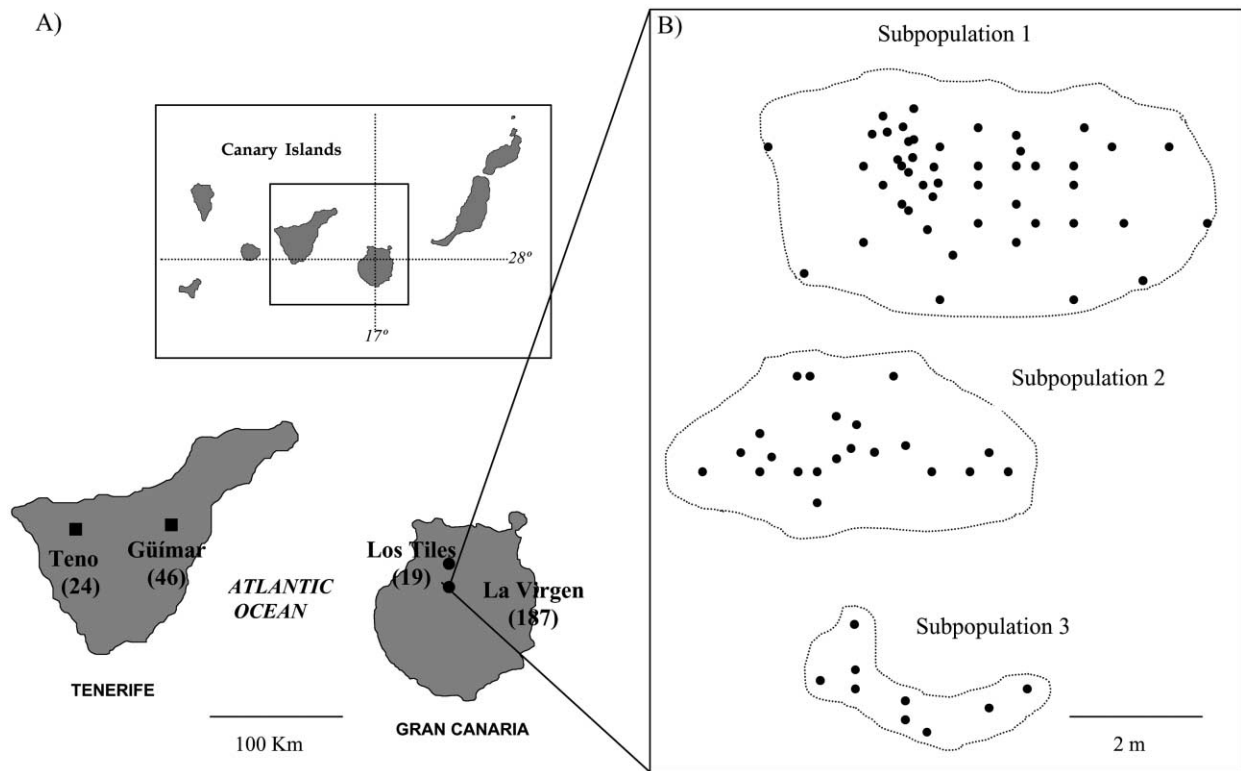 A)
Canary Islands
28º
17º
Teno
(24)
Güímar
(46)
ATLANTIC
OCEAN
Los Tiles
(19)
La Virgen
(187)
TENERIFE
GRAN CANARIA
100 Km
B)
Subpopulation 1
Subpopulation 2
Subpopulation 3
2 m